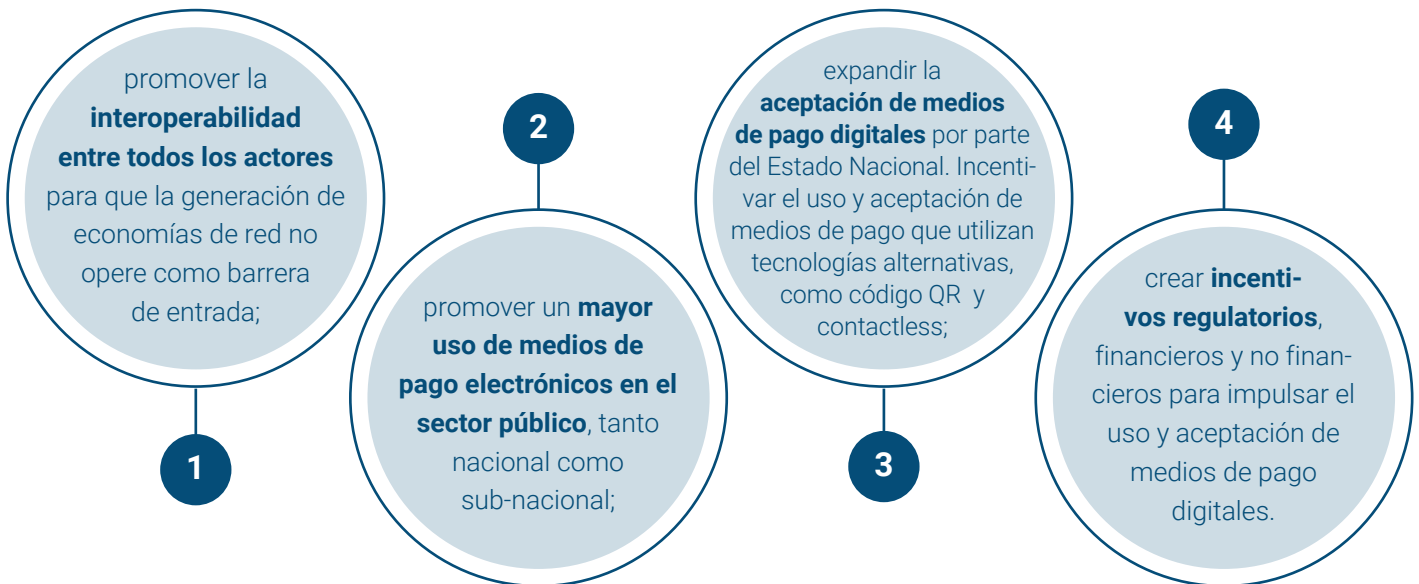 promover la
interoperabilidad
entre todos los actores
para que la generación de
economías de red no
opere como barrera
de entrada;
1
2
promover un mayor
uso de medios de
pago electrónicos en el
sector público, tanto
nacional como
sub-nacional;
expandir la
aceptación de medios
de pago digitales por parte
del Estado Nacional. Incenti-
var el uso y aceptación de
medios de pago que utilizan
tecnologías alternativas,
como código QR y
contactless;
3
4
crear incenti-
vos regulatorios,
financieros y no finan-
cieros para impulsar el
uso y aceptación de
medios de pago
digitales.